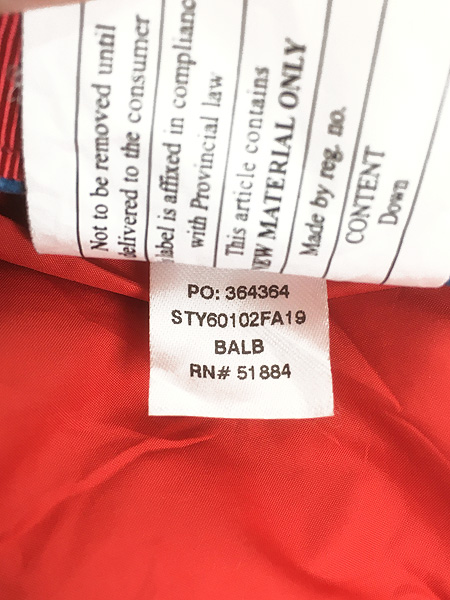 Not to be removed until
delivered to the consumer
label is affixed in compliance
with Provincial law
This article contains
NEW MATERIAL ONLY
Made by reg. no.
CONTENT
Down
PO: 364364
STY60102FA19
BALB
RN# 51884